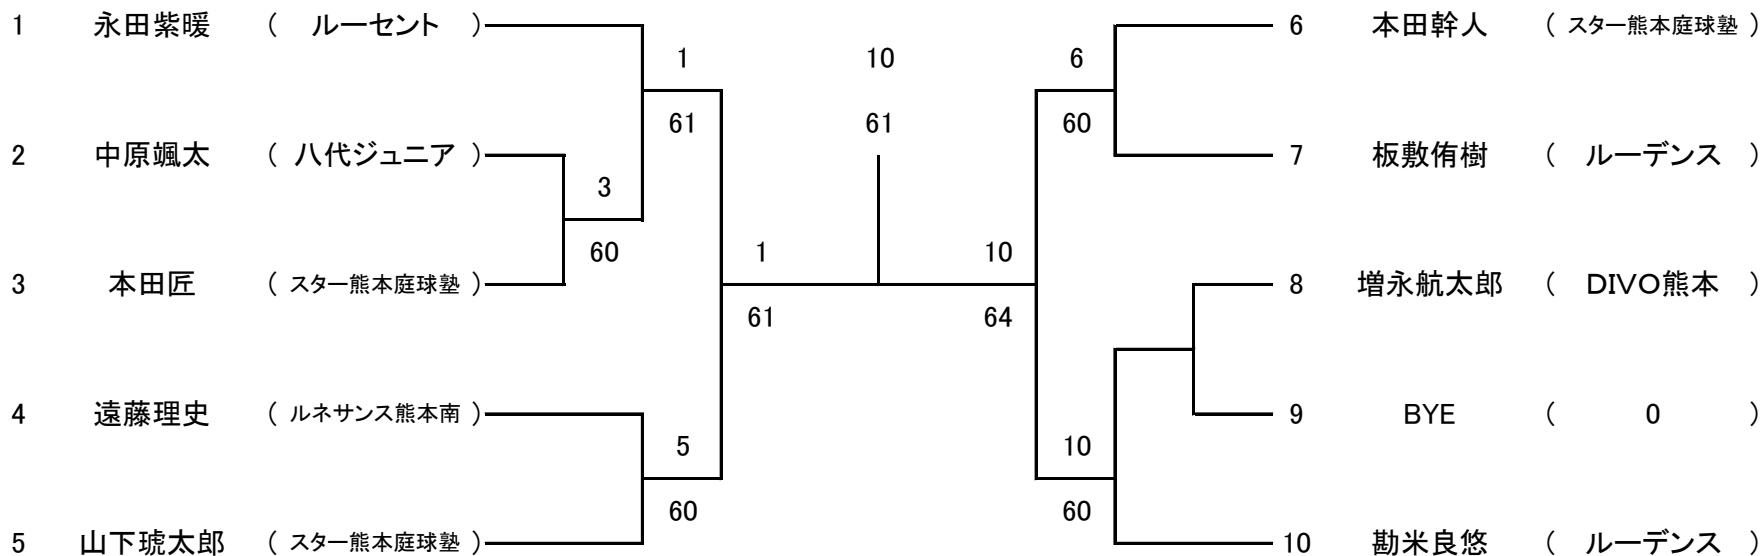 1 永田紫暖 ( ルーセント ) 6 本田幹人 ( スター熊本庭球塾 )
1 10 6
61 61 60
2 中原颯太 ( 八代ジュニア ) 7 板敷侑樹 ( ルーデンス )
3
60 1 10
3 本田匠 ( スター熊本庭球塾 ) 8 増永航太郎 ( DIVO熊本 )
61 64
4 遠藤理史 ( ルネサンス熊本南 ) 9 BYE ( 0 )
5 10
60 60
5 山下琥太郎 ( スター熊本庭球塾 ) 10 勘米良悠 ( ルーデンス )